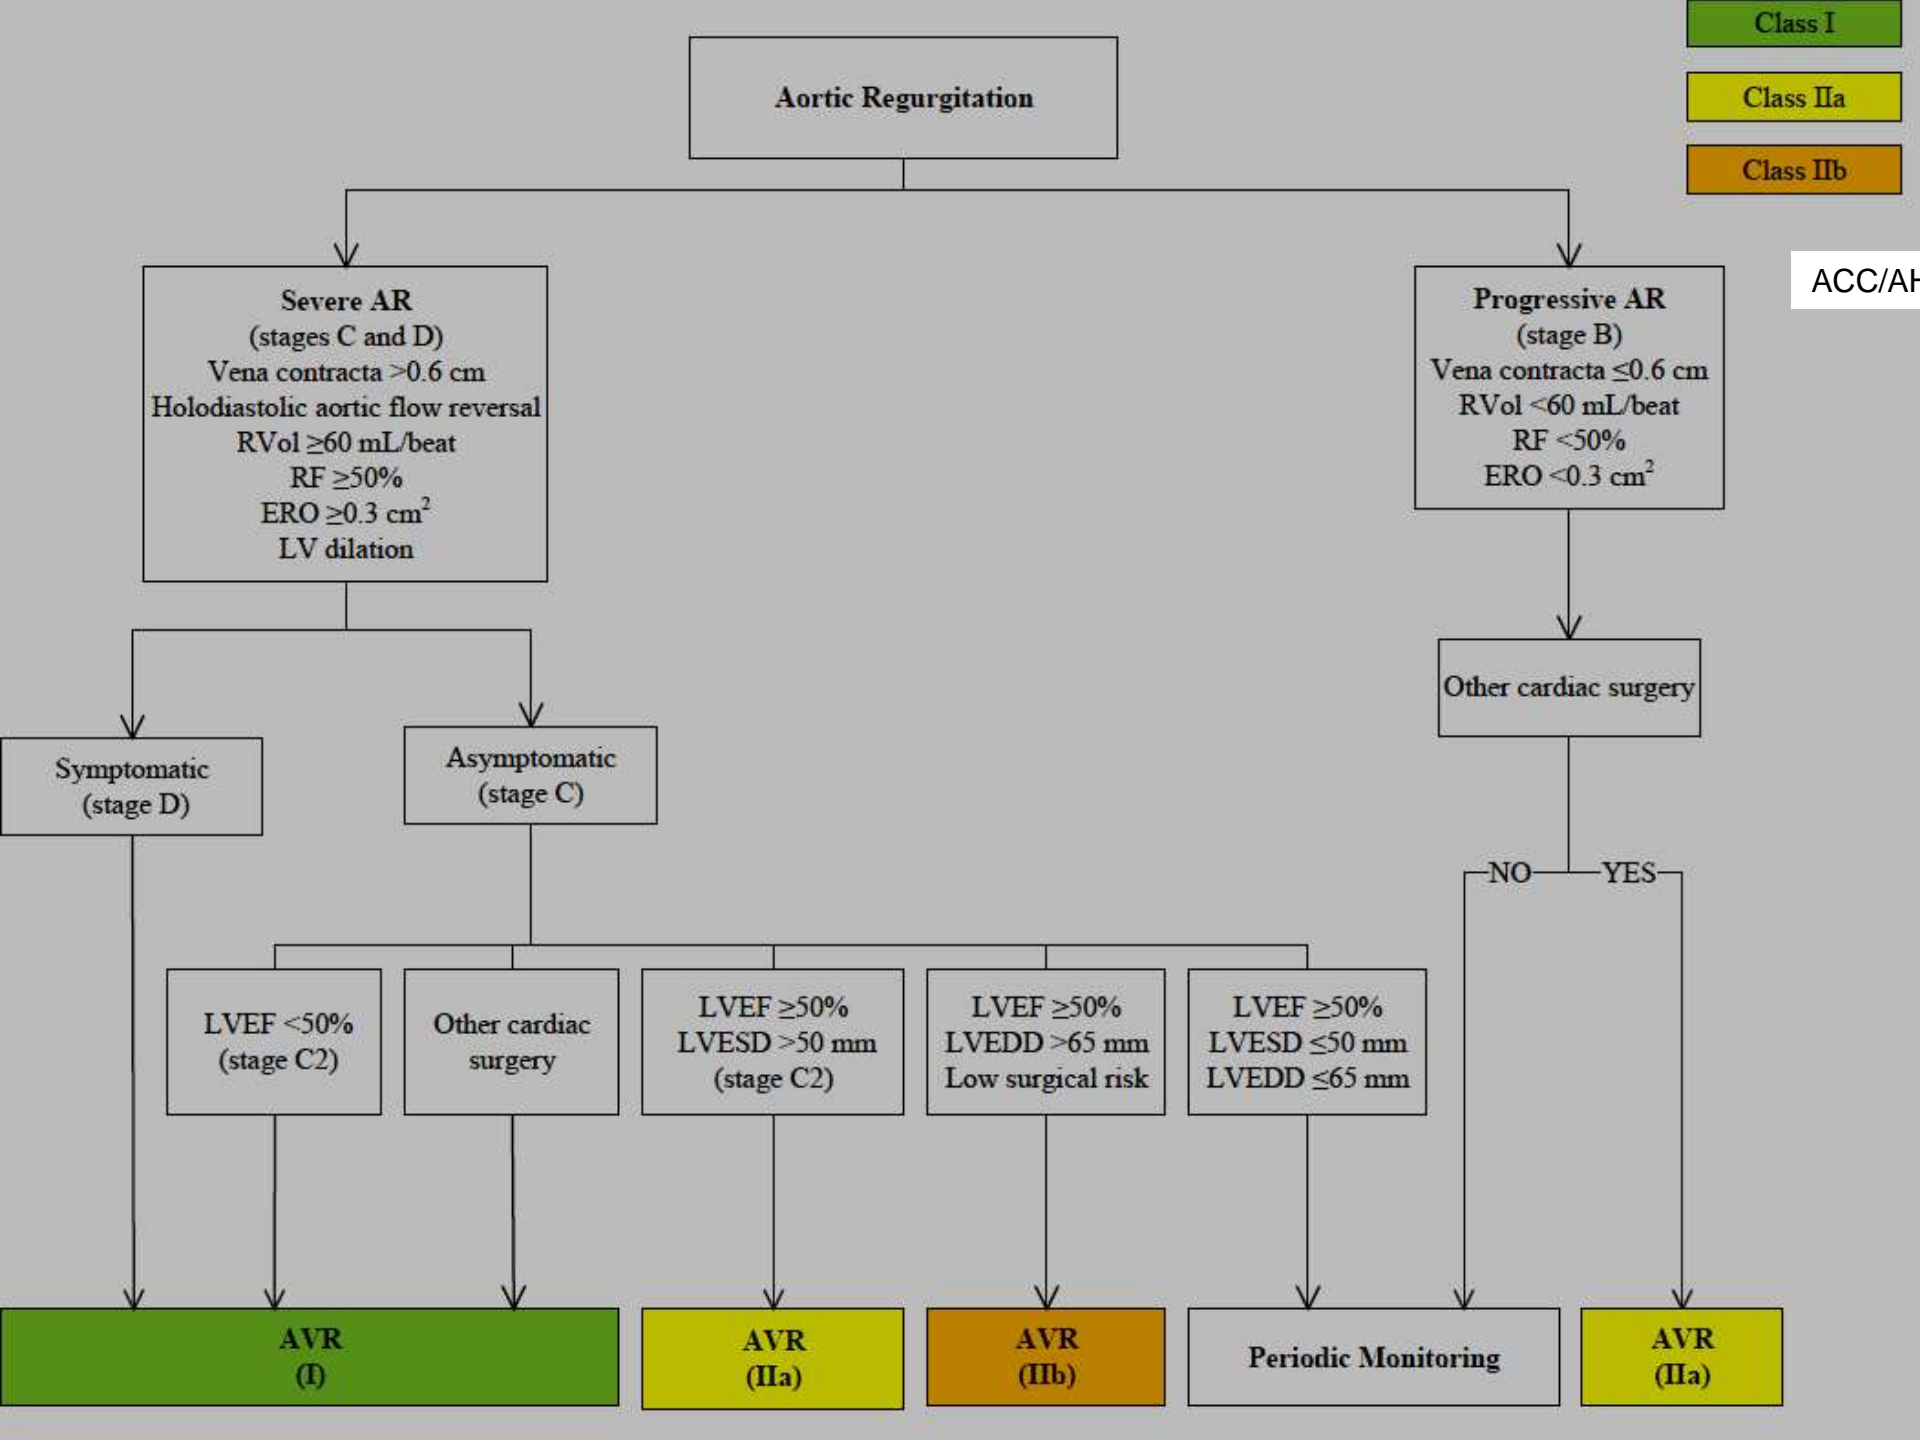 Class I
Class IIa
Class IIb
Aortic Regurgitation
ACC/AH
Severe AR
(stages C and D)
Vena contracta >0.6 cm
Holodiastolic aortic flow reversal
RVol ≥60 mL/beat
RF ≥50%
ERO ≥0.3 cm²
LV dilation
Progressive AR
(stage B)
Vena contracta ≤0.6 cm
RVol <60 mL/beat
RF <50%
ERO <0.3 cm²
Other cardiac surgery
Symptomatic
(stage D)
Asymptomatic
(stage C)
NO
YES
LVEF <50%
(stage C2)
Other cardiac
surgery
LVEF ≥50%
LVESD >50 mm
(stage C2)
LVEF ≥50%
LVEDD >65 mm
Low surgical risk
LVEF ≥50%
LVESD ≤50 mm
LVEDD ≤65 mm
AVR
(I)
AVR
(IIa)
AVR
(IIb)
Periodic Monitoring
AVR
(IIa)